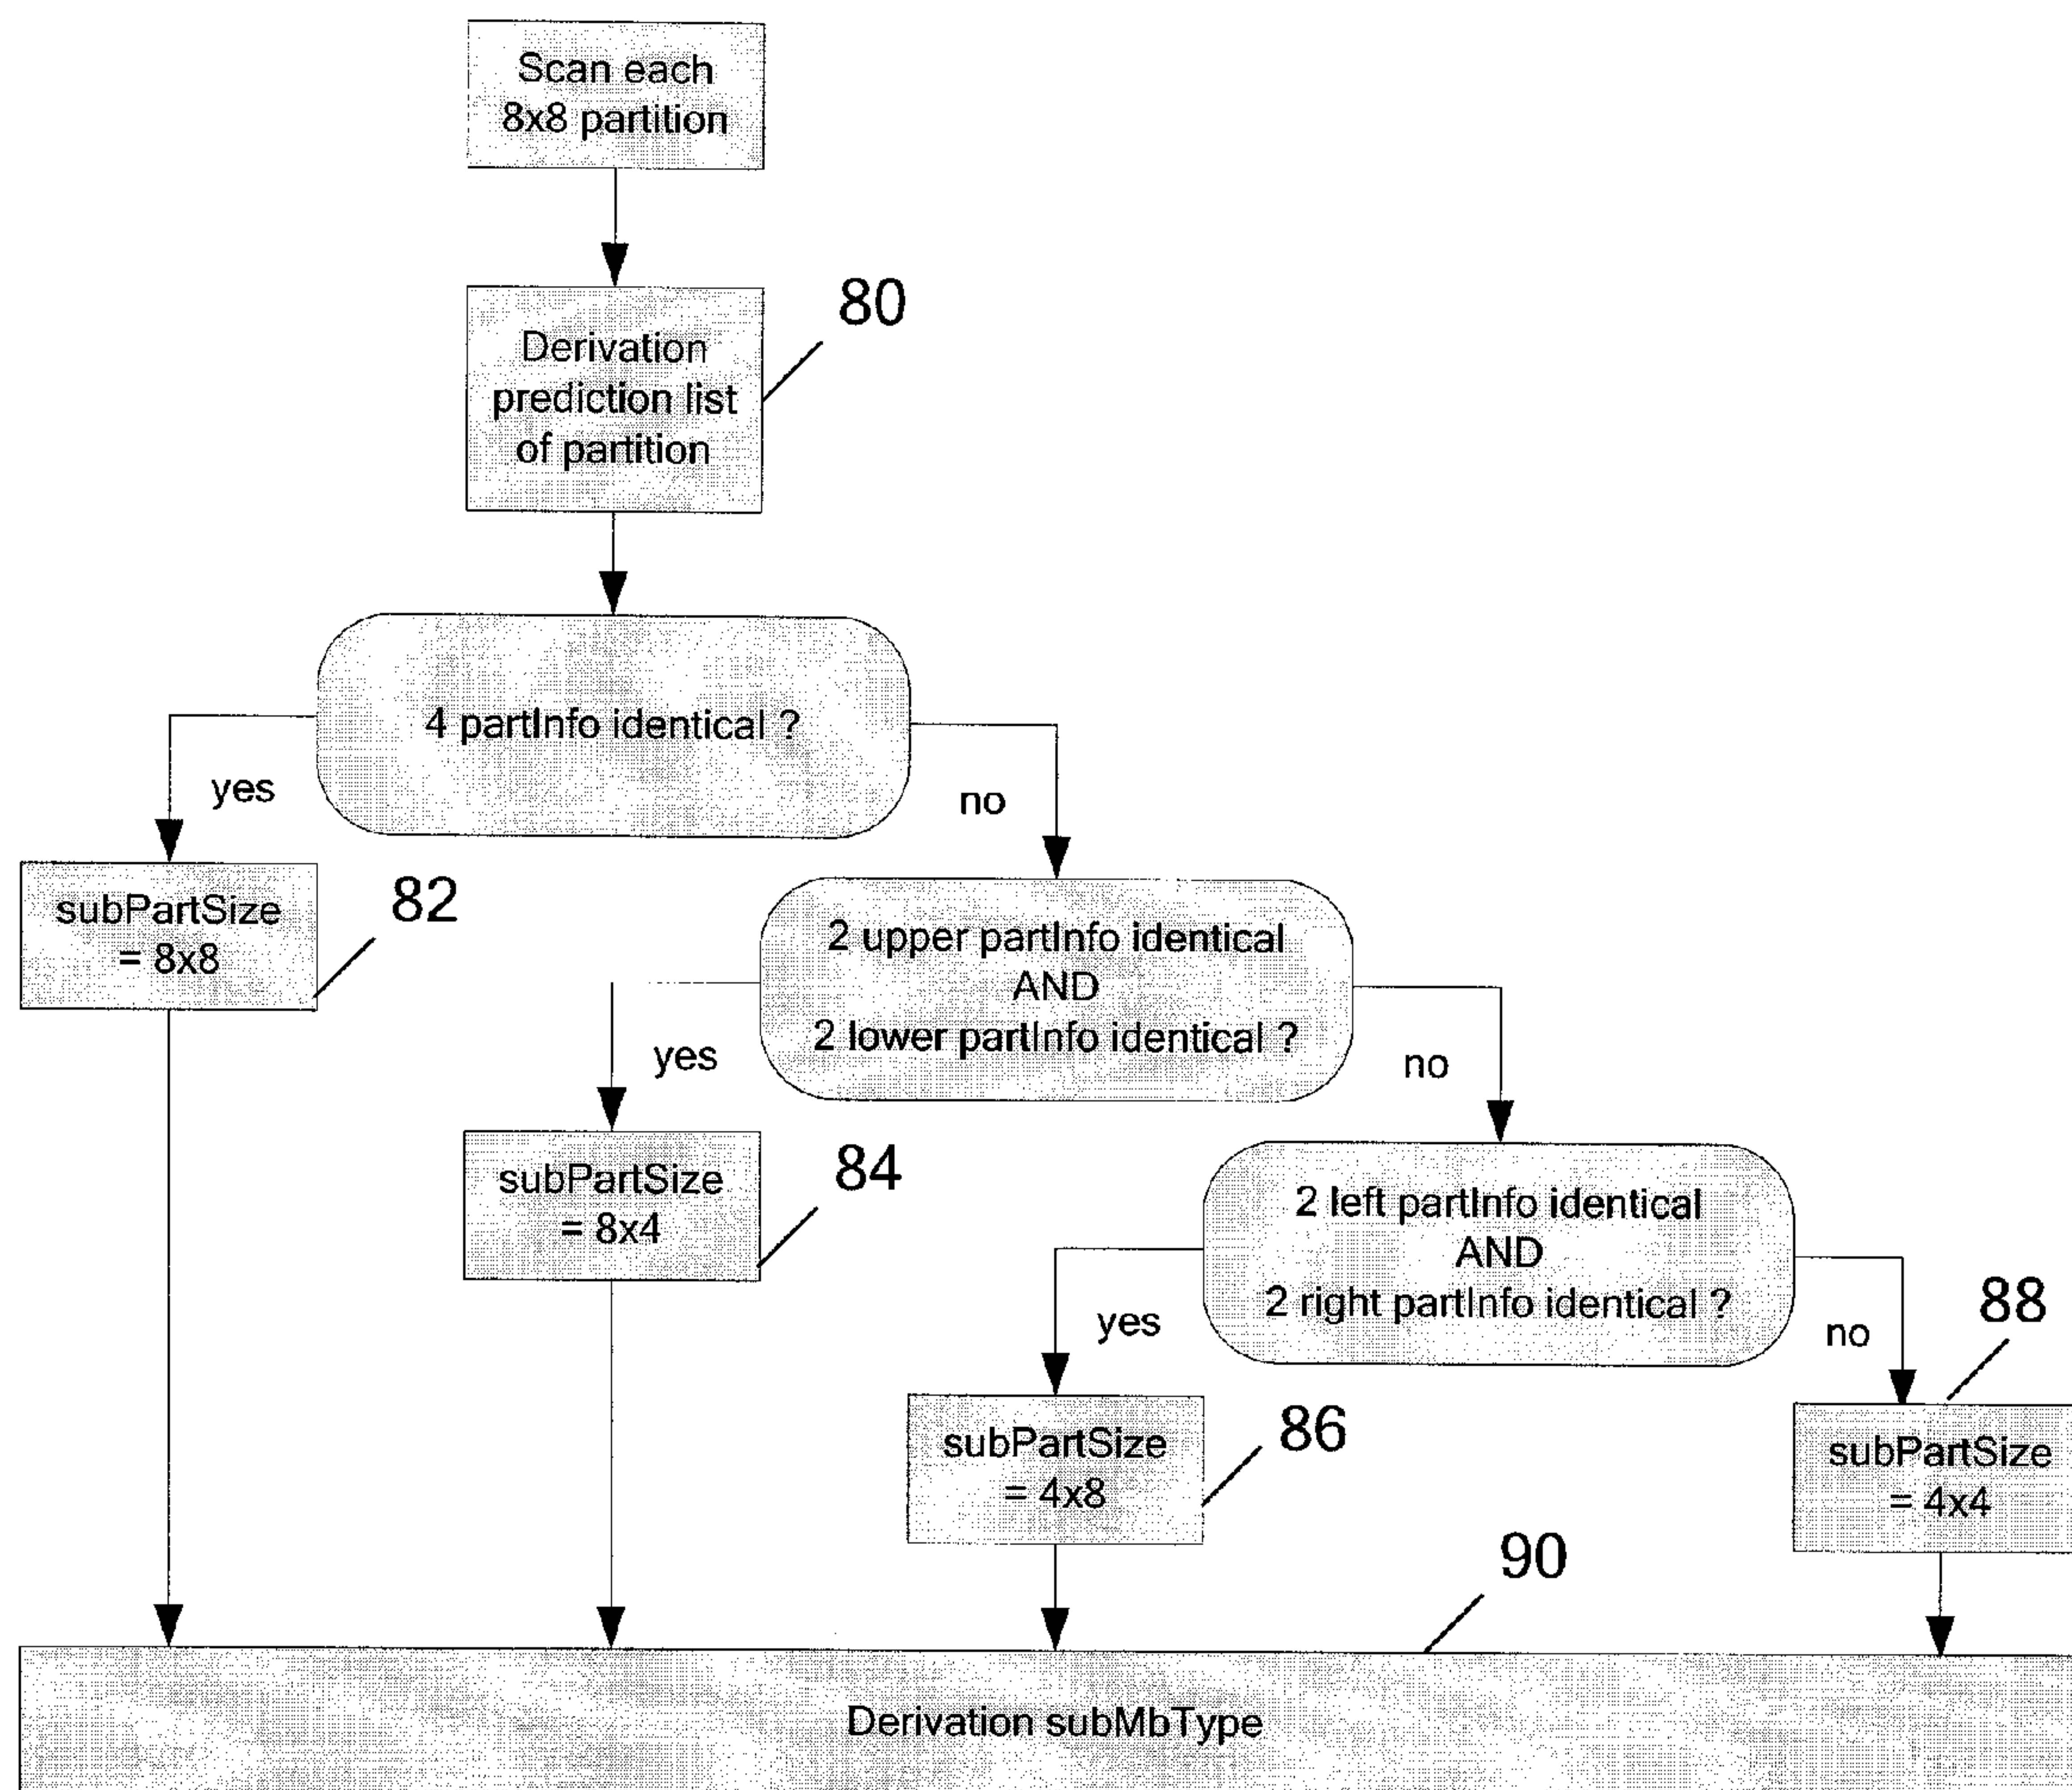 Scan each
8x8 partition
80
Derivation
prediction list
of partition
4 partInfo identical ?
yes
no
subPartSize
= 8x8
82
2 upper partInfo identical
AND
2 lower partInfo identical ?
yes
no
subPartSize
= 8x4
84
2 left partInfo identical
AND
2 right partInfo identical ?
yes
no
88
subPartSize
= 4x8
86
subPartSize
= 4x4
90
Derivation subMbType